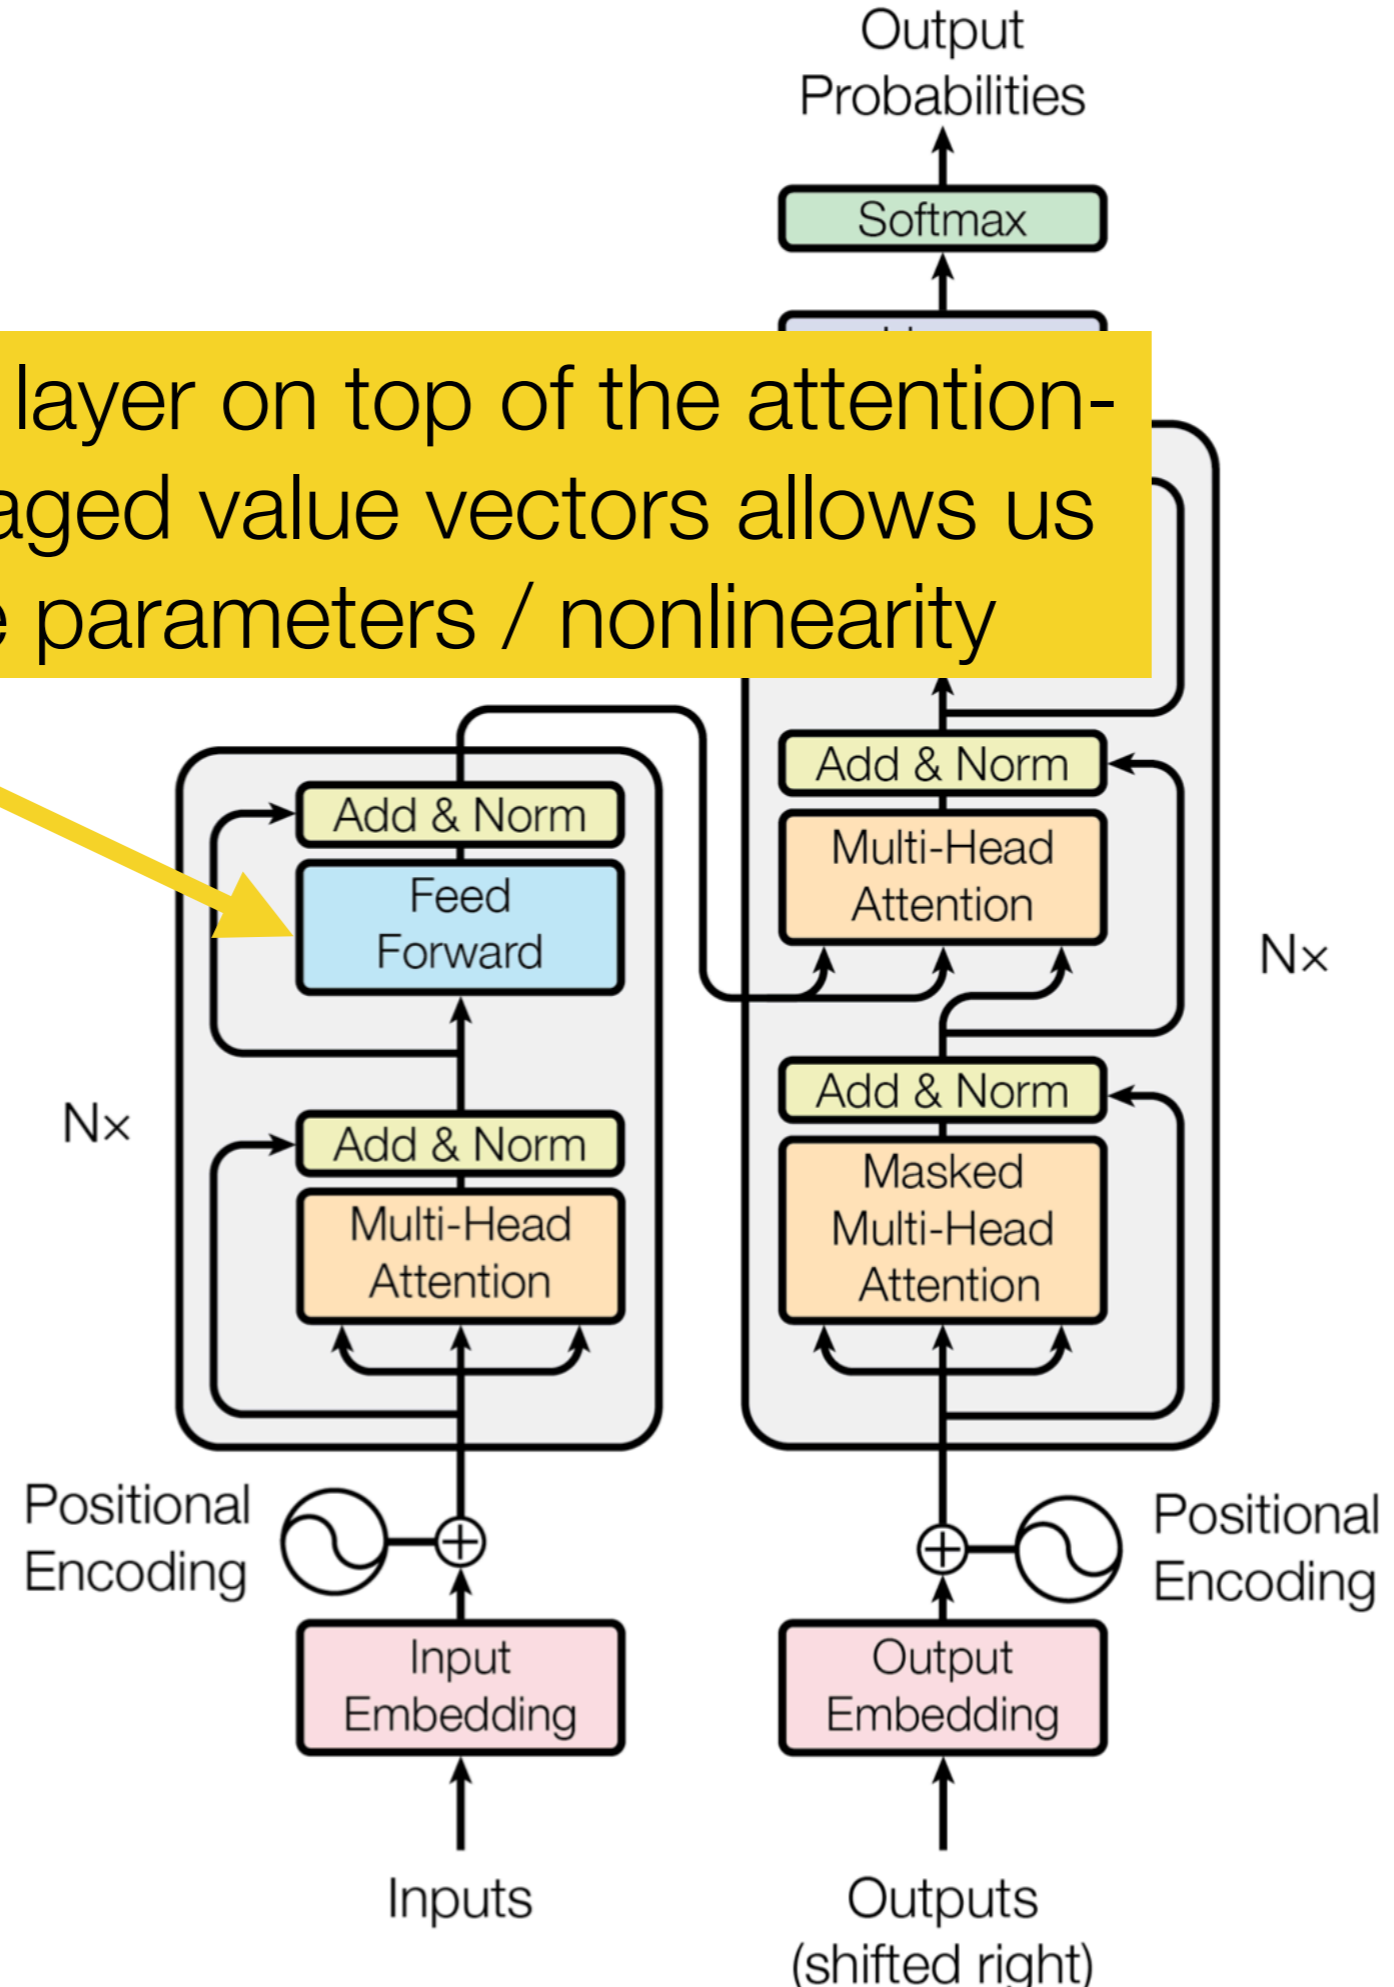 Output
Probabilities
Softmax
layer on top of the attention-
aged value vectors allows us
parameters / nonlinearity
Add & Norm
Feed
Forward
Nx
Add & Norm
Multi-Head
Attention
Add & Norm
Multi-Head
Attention
Nx
Add & Norm
Masked
Multi-Head
Attention
Positional
Encoding
Positional
Encoding
Input
Embedding
Output
Embedding
Inputs
Outputs
(shifted right)